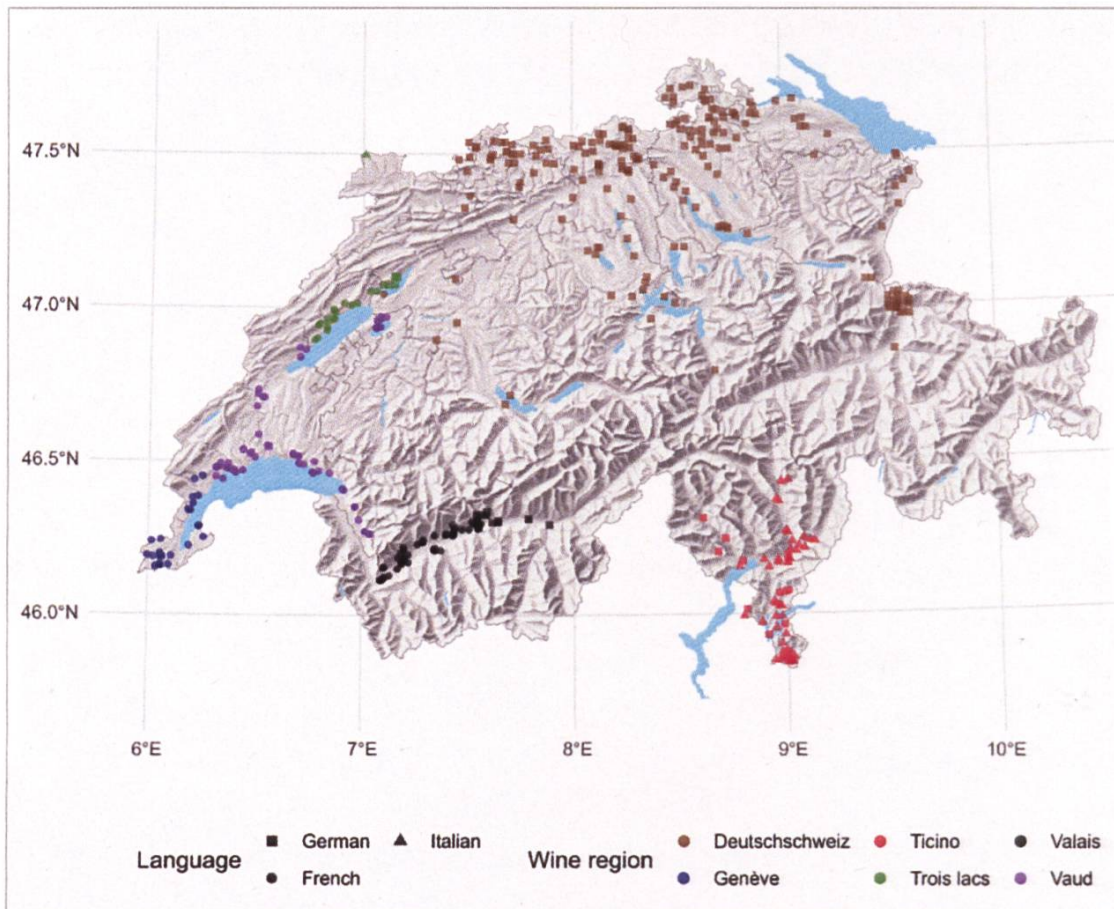 47.5°N
47.0°N
46.5°N
46.0°N
6°E 7°E 8°E 9°E 10°E
Language German Italian Wine region Deutschschweiz Ticino Valais
French Genève Trois lacs Vaud